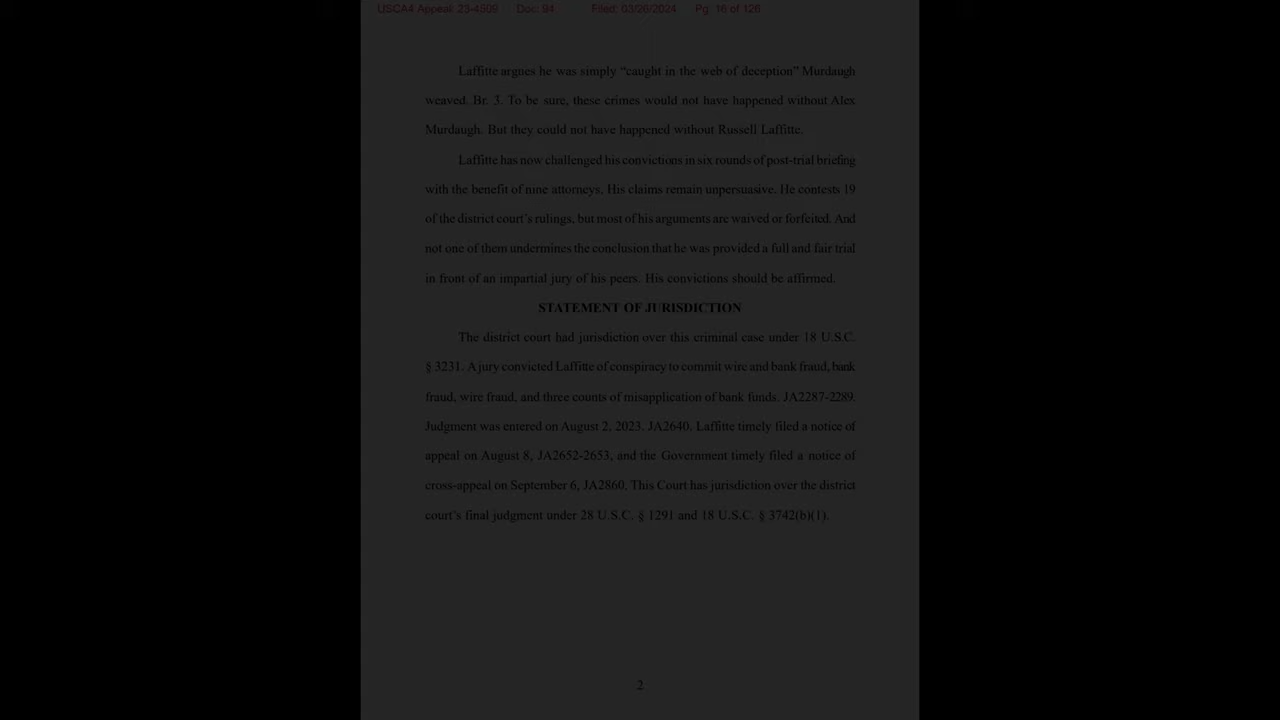 USCA4 Appeal: 23-4509 Doc: 94 Filed: 03/26/2024 Pg: 16 of 126
Laffitte argues he was simply “caught in the web of deception” Murdaugh
weaved. Br. 3. To be sure, these crimes would not have happened without Alex
Murdaugh. But they could not have happened without Russell Laffitte.
Laffitte has now challenged his convictions in six rounds of post-trial briefing
with the benefit of nine attorneys. His claims remain unpersuasive. He contests 19
of the district court’s rulings, but most of his arguments are waived or forfeited. And
not one of them undermines the conclusion that he was provided a full and fair trial
in front of an impartial jury of his peers. His convictions should be affirmed.
STATEMENT OF JURISDICTION
The district court had jurisdiction over this criminal case under 18 U.S.C.
§ 3231. A jury convicted Laffitte of conspiracy to commit wire and bank fraud, bank
fraud, wire fraud, and three counts of misapplication of bank funds. JA2287-2289.
Judgment was entered on August 2, 2023. JA2640. Laffitte timely filed a notice of
appeal on August 8, JA2652-2653, and the Government timely filed a notice of
cross-appeal on September 6, JA2860. This Court has jurisdiction over the district
court’s final judgment under 28 U.S.C. § 1291 and 18 U.S.C. § 3742(b)(1).
2